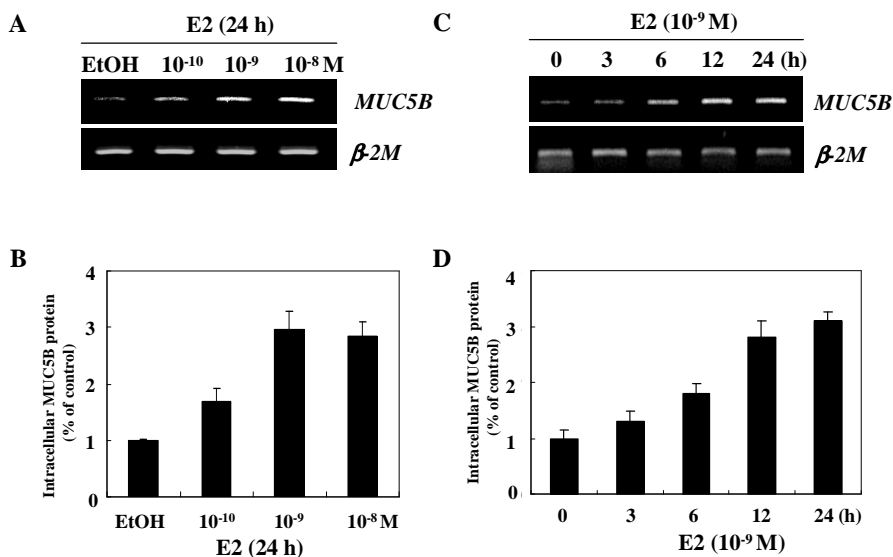 A
E2 (24 h)
EtOH 10⁻¹⁰ 10⁻⁹ 10⁻⁸ M
MUC5B
β-2M
B
Intracellular MUC5B protein
(% of control)
4
3
2
1
0
EtOH 10⁻¹⁰ 10⁻⁹ 10⁻⁸ M
E2 (24 h)
C
E2 (10⁻⁹ M)
0 3 6 12 24 (h)
MUC5B
β-2M
D
Intracellular MUC5B protein
(% of control)
4
3
2
1
0
0 3 6 12 24 (h)
E2 (10⁻⁹ M)